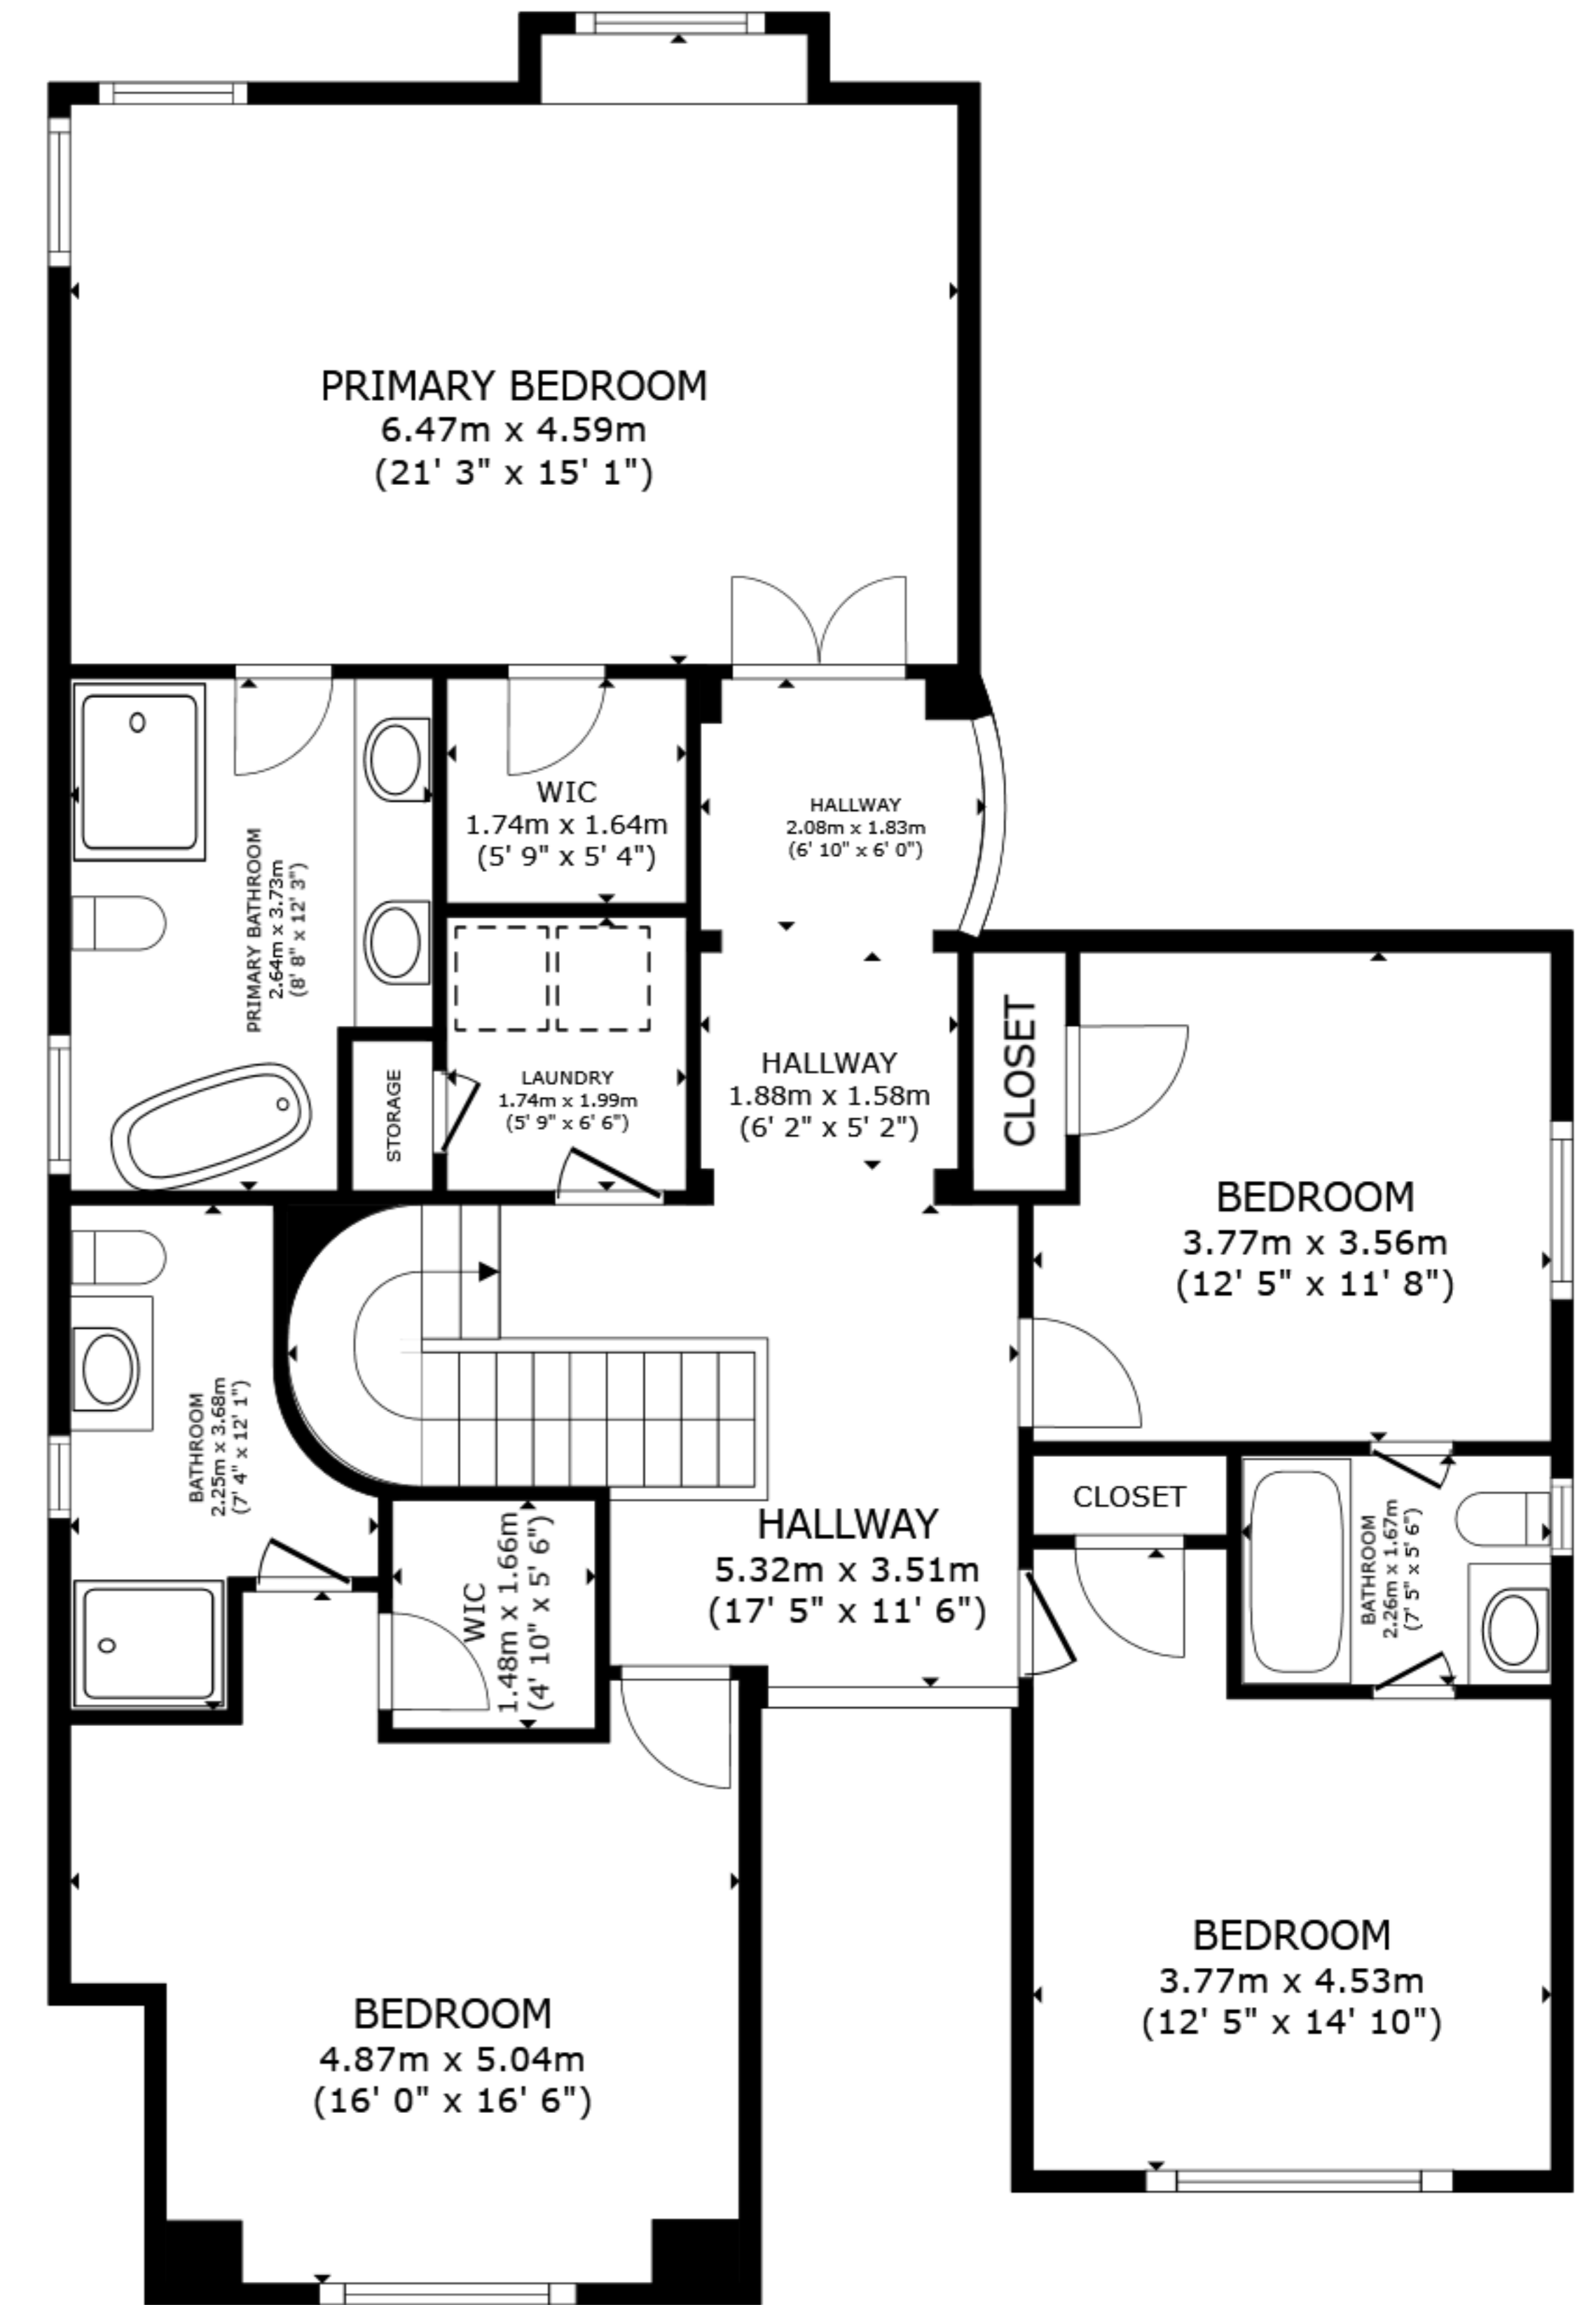 PRIMARY BEDROOM
6.47m x 4.59m
(21' 3" x 15' 1")
WIC
1.74m x 1.64m
(5' 9" x 5' 4")
HALLWAY
2.08m x 1.83m
(6' 10" x 6' 0")
PRIMARY BATHROOM
2.64m x 3.73m
(8' 8" x 12' 3")
STORAGE
LAUNDRY
1.74m x 1.99m
(5' 9" x 6' 6")
HALLWAY
1.88m x 1.58m
(6' 2" x 5' 2")
CLOSET
BEDROOM
3.77m x 3.56m
(12' 5" x 11' 8")
BATHROOM
2.25m x 3.68m
(7' 4" x 12' 1")
WIC
1.48m x 1.66m
(4' 10" x 5' 6")
HALLWAY
5.32m x 3.51m
(17' 5" x 11' 6")
CLOSET
BATHROOM
2.26m x 1.67m
(7' 5" x 5' 6")
BEDROOM
4.87m x 5.04m
(16' 0" x 16' 6")
BEDROOM
3.77m x 4.53m
(12' 5" x 14' 10")